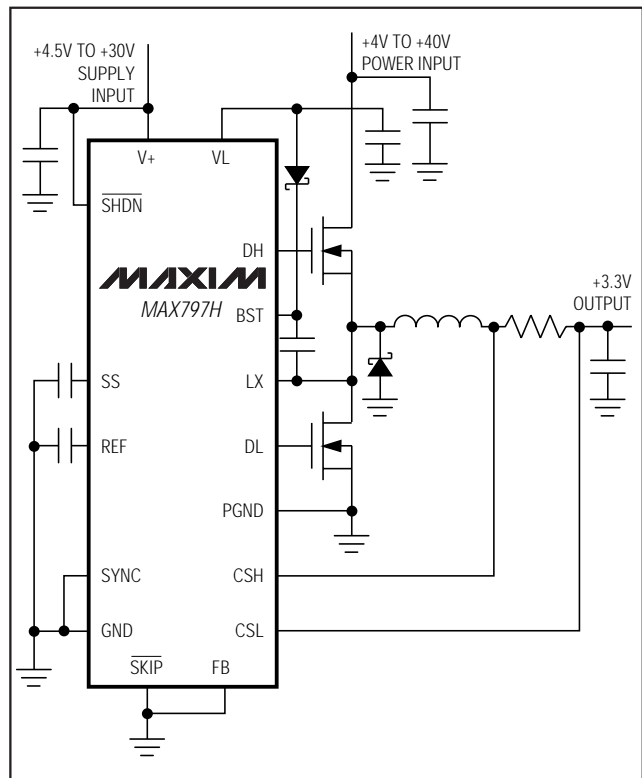 +4.5V TO +30V
SUPPLY
INPUT
+4V TO +40V
POWER INPUT
V+
VL
SHDN
DH
MAXIM
MAX797H
BST
+3.3V
OUTPUT
SS
LX
REF
DL
PGND
SYNC
CSH
GND
CSL
SKIP
FB